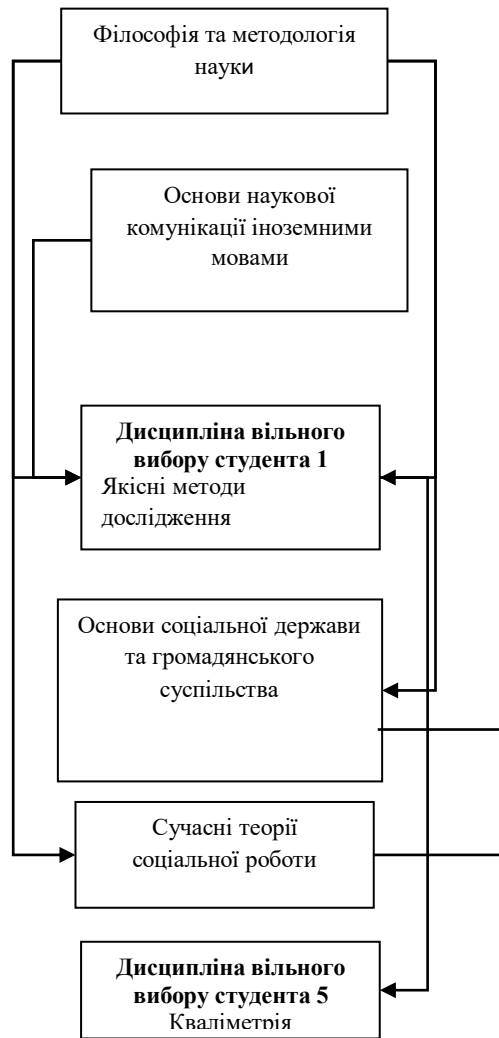 Філософія та методологія
науки
Основи наукової
комунікації іноземними
мовами
Дисципліна вільного
вибору студента 1
Якісні методи
дослідження
Основи соціальної держави
та громадянського
суспільства
Сучасні теорії
соціальної роботи
Дисципліна вільного
вибору студента 5
Кваліметрія